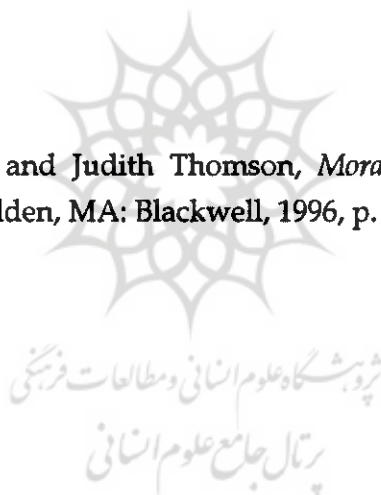 and Judith Thomson, Mora
lden, MA: Blackwell, 1996, p.
پژوهشگاه علوم انسانی و مطالعات فرهنگی
پرتال جامع علوم انسانی